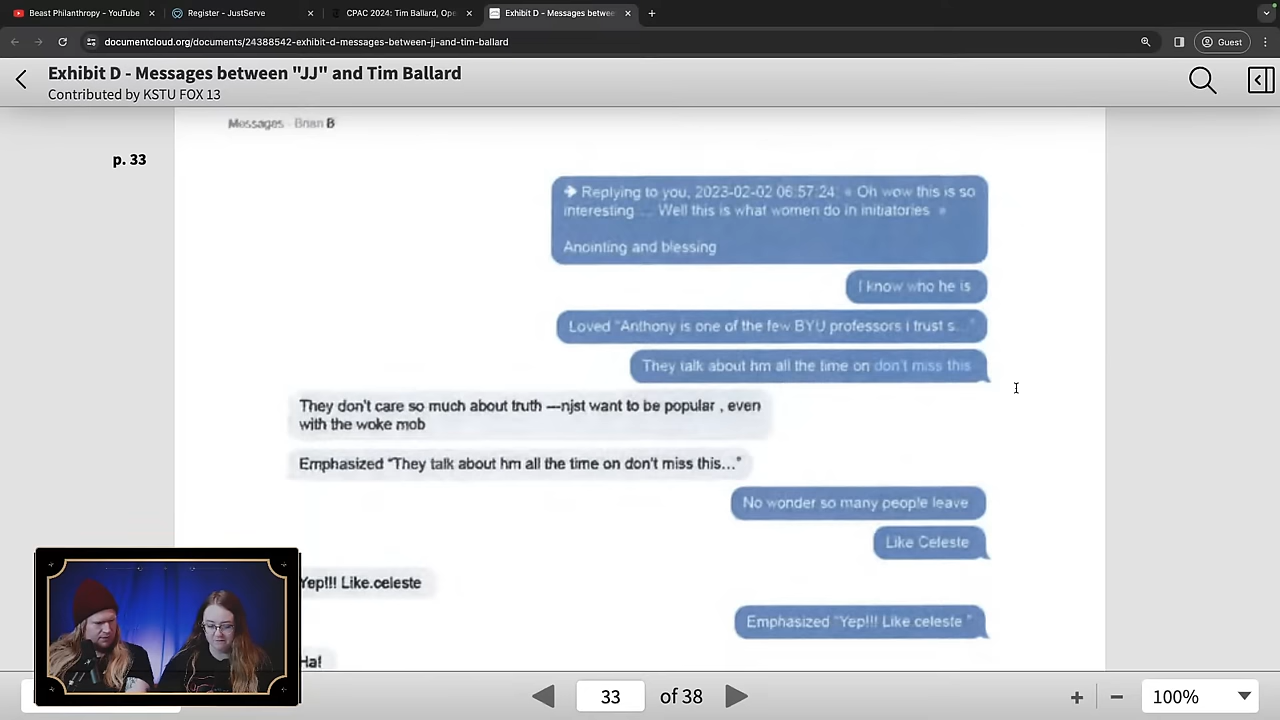 Beast Philanthropy - YouTube
Register - JustServe
CPAC 2024: Tim Ballard, Ope
Exhibit D - Messages betwee
documentcloud.org/documents/24388542-exhibit-d-messages-between-jj-and-tim-ballard
Guest
Exhibit D - Messages between "JJ" and Tim Ballard
Contributed by KSTU FOX 13
Messages - Brian B
p. 33
➔ Replying to you, 2023-02-02 06:57:24: « Oh wow this is so
interesting ... Well this is what women do in initiatories »
Anointing and blessing
I know who he is
Loved "Anthony is one of the few BYU professors i trust s..."
They talk about hm all the time on don't miss this
They don't care so much about truth —njst want to be popular , even
with the woke mob
Emphasized "They talk about hm all the time on don't miss this..."
No wonder so many people leave
Like Celeste
Yep!!! Like.celeste
Emphasized "Yep!!! Like.celeste "
Ha!
33 of 38
100%